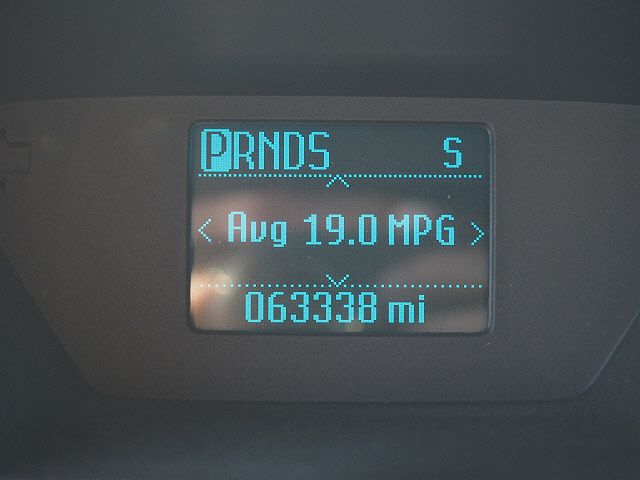 PRNDS S
< Avg 19.0 MPG >
063338 mi